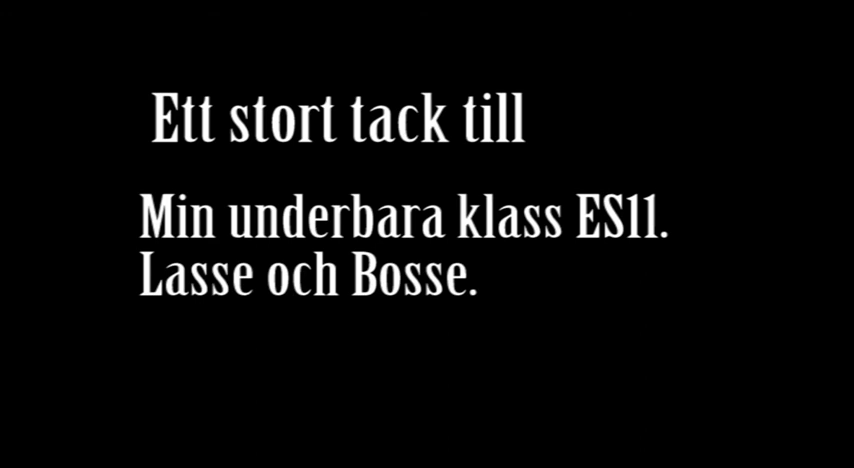 Ett stort tack till
Min underbara klass ES11.
Lasse och Bosse.